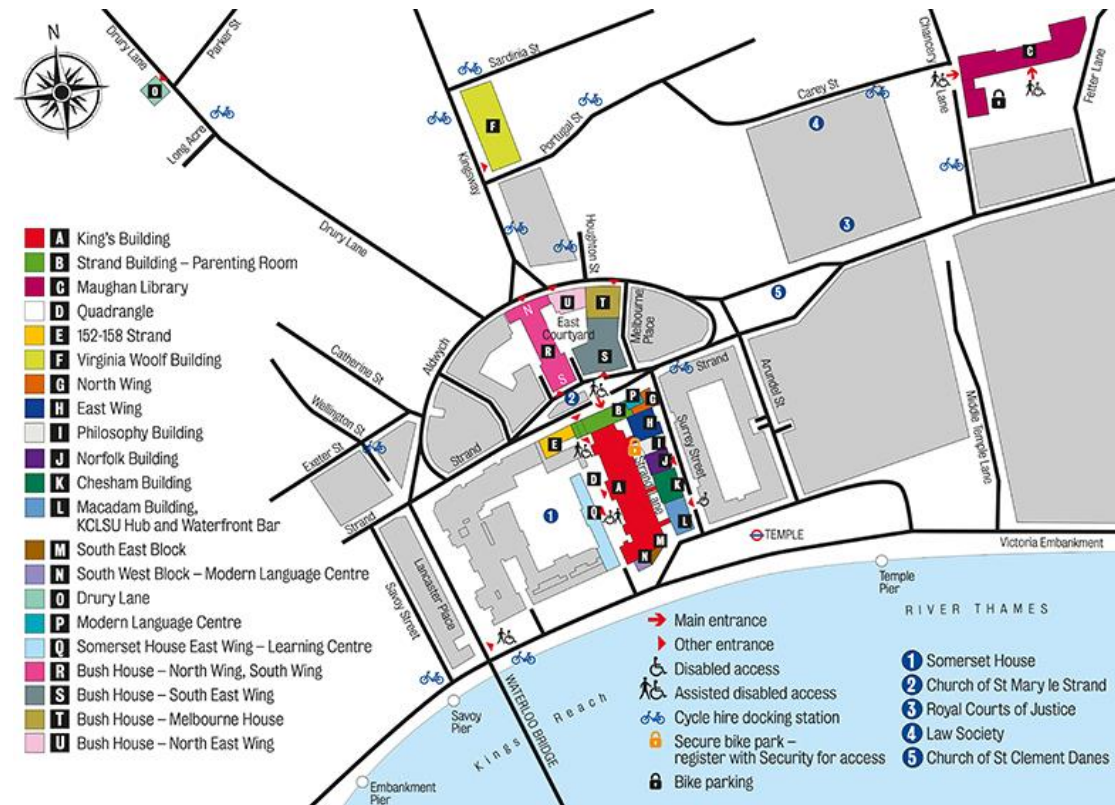 N
Drury Lane
Parker St
O
Long Acre
Drury Lane
Sardinia St
F
Kingsway
Portugal St
Houghton St
Carey St
4
3
Chancery
Lane
C
Fetter Lane
A King's Building
B Strand Building – Parenting Room
C Maughan Library
D Quadrangle
E 152-158 Strand
F Virginia Woolf Building
G North Wing
H East Wing
I Philosophy Building
J Norfolk Building
K Chesham Building
L Macadam Building,
KCLSU Hub and Waterfront Bar
M South East Block
N South West Block – Modern Language Centre
O Drury Lane
P Modern Language Centre
Q Somerset House East Wing – Learning Centre
R Bush House – North Wing, South Wing
S Bush House – South East Wing
T Bush House – Melbourne House
U Bush House – North East Wing
Catherine St
Wellington St
Exeter St
Aldwych
Strand
Strand
N
U
T
East
Courtyard
R
S
S
Melbourne
Place
5
2
Strand
P
G
B
H
E
I
J
D
A
Strand Lane
K
Q
L
M
N
1
Surrey Street
Arundel St
Middle Temple Lane
TEMPLE
Victoria Embankment
Temple
Pier
RIVER THAMES
Lancaster Place
Savoy Street
WATERLOO BRIDGE
Kings Reach
Savoy
Pier
Embankment
Pier
Main entrance
Other entrance
Disabled access
Assisted disabled access
Cycle hire docking station
Secure bike park –
register with Security for access
Bike parking
1 Somerset House
2 Church of St Mary le Strand
3 Royal Courts of Justice
4 Law Society
5 Church of St Clement Danes